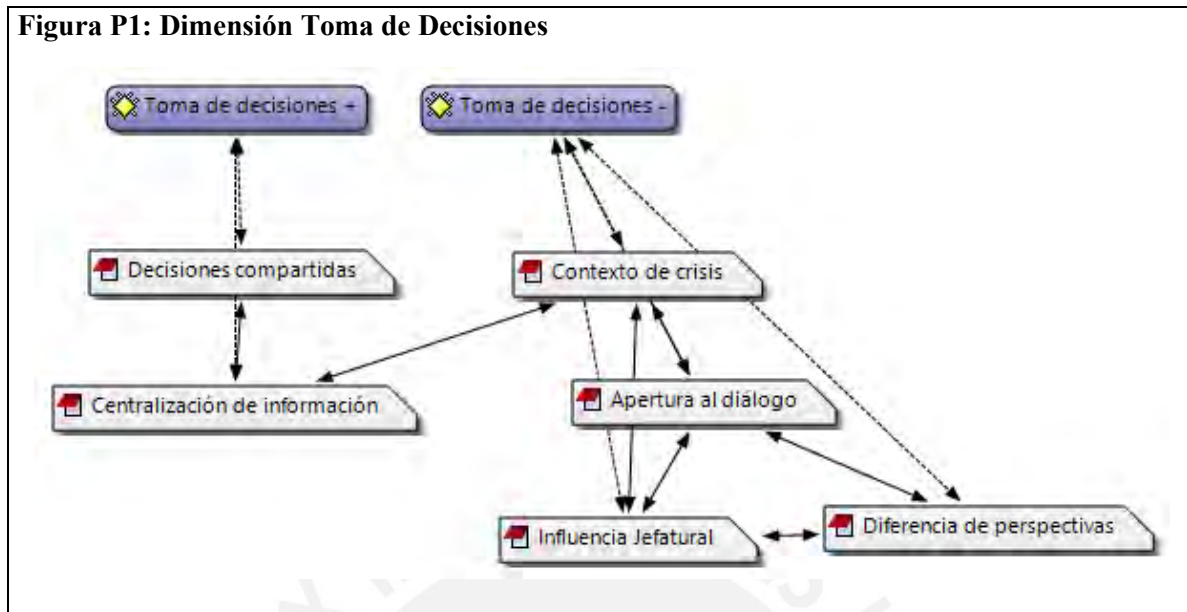 Figura P1: Dimensión Toma de Decisiones
Toma de decisiones +
Toma de decisiones -
Decisiones compartidas
Contexto de crisis
Centralización de información
Apertura al diálogo
Influencia Jefatural
Diferencia de perspectivas